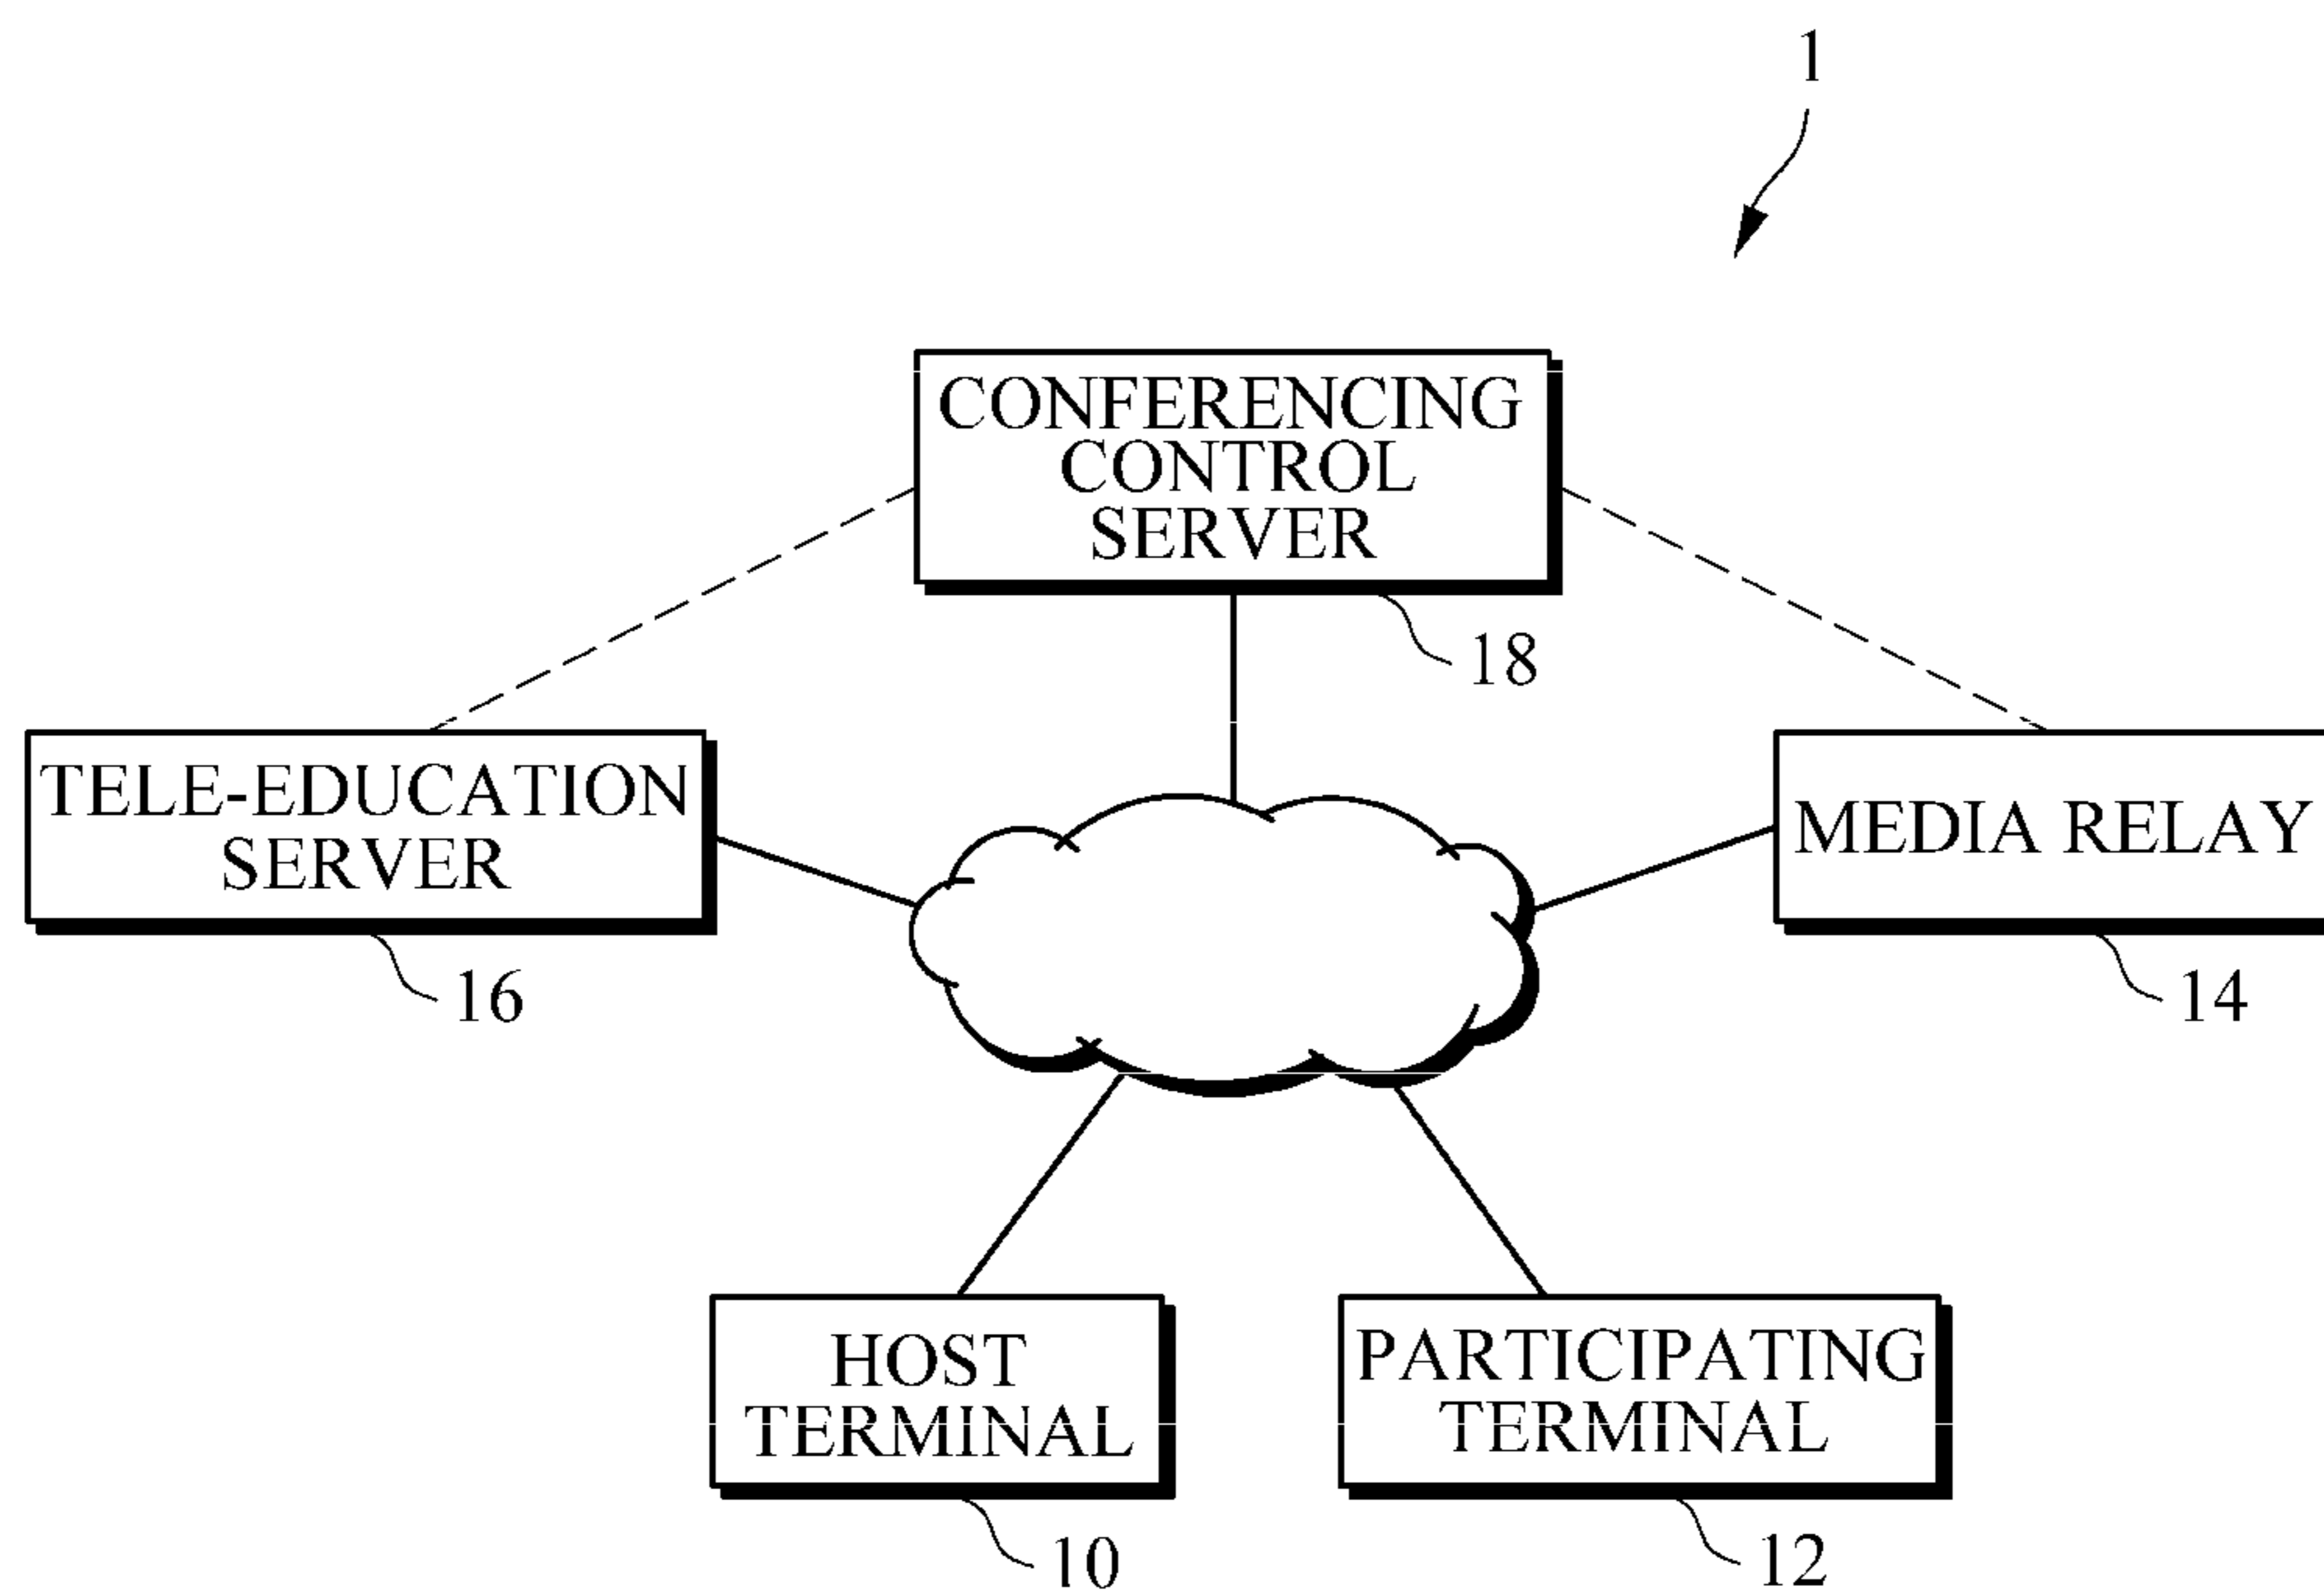 1
CONFERENCING
CONTROL
SERVER
18
TELE-EDUCATION
SERVER
16
MEDIA RELAY
14
HOST
TERMINAL
10
PARTICIPATING
TERMINAL
12